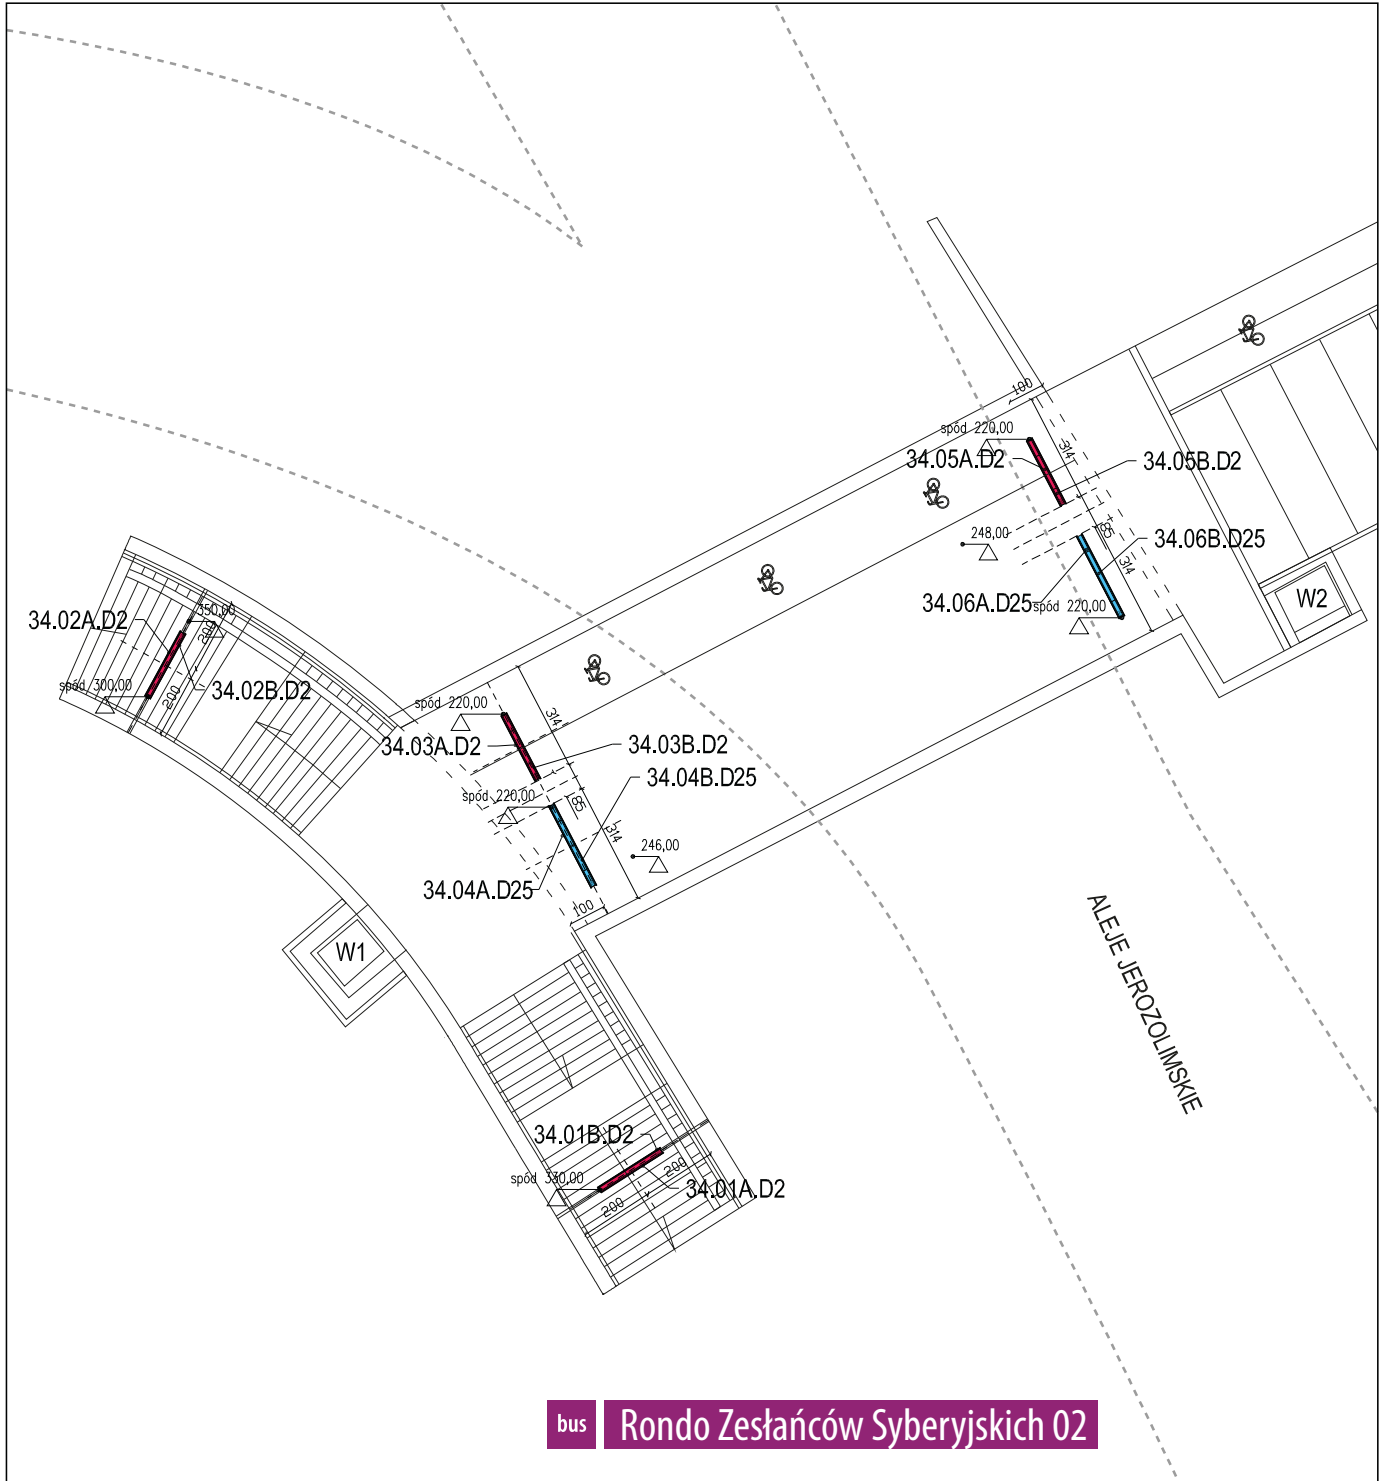 100
spód 220,00
314
34.05A.D2
34.05B.D2
248,00
85
34.06B.D25
314
34.06A.D25
spód 220,00
W2
350,00
34.02A.D2
200
spód 300,00
200
34.02B.D2
spód 220,00
314
34.03A.D2
34.03B.D2
34.04B.D25
spód 220,00
85
314
246,00
34.04A.D25
100
W1
ALEJE JEROZOLIMSKIE
34.01B.D2
spód 330,00
200
34.01A.D2
200
bus Rondo Zesłańców Syberyjskich 02